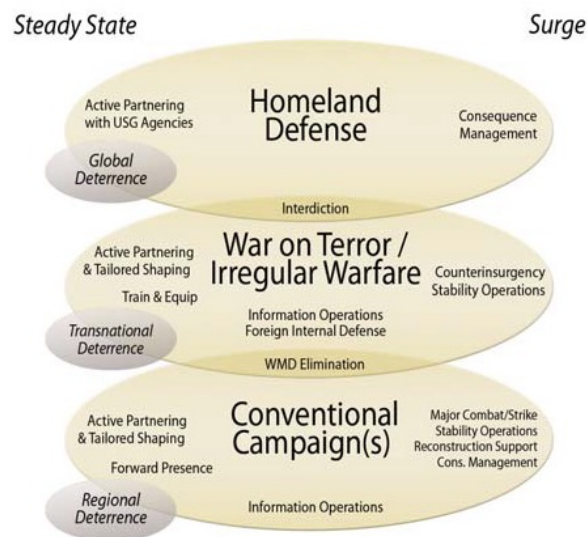 Steady State
Surge
Homeland
Defense
Active Partnering
with USG Agencies
Consequence
Management
Global
Deterrence
Interdiction
War on Terror /
Irregular Warfare
Active Partnering
& Tailored Shaping
Train & Equip
Counterinsurgency
Stability Operations
Information Operations
Foreign Internal Defense
Transnational
Deterrence
WMD Elimination
Conventional
Campaign(s)
Active Partnering
& Tailored Shaping
Forward Presence
Major Combat/Strike
Stability Operations
Reconstruction Support
Cons. Management
Regional
Deterrence
Information Operations